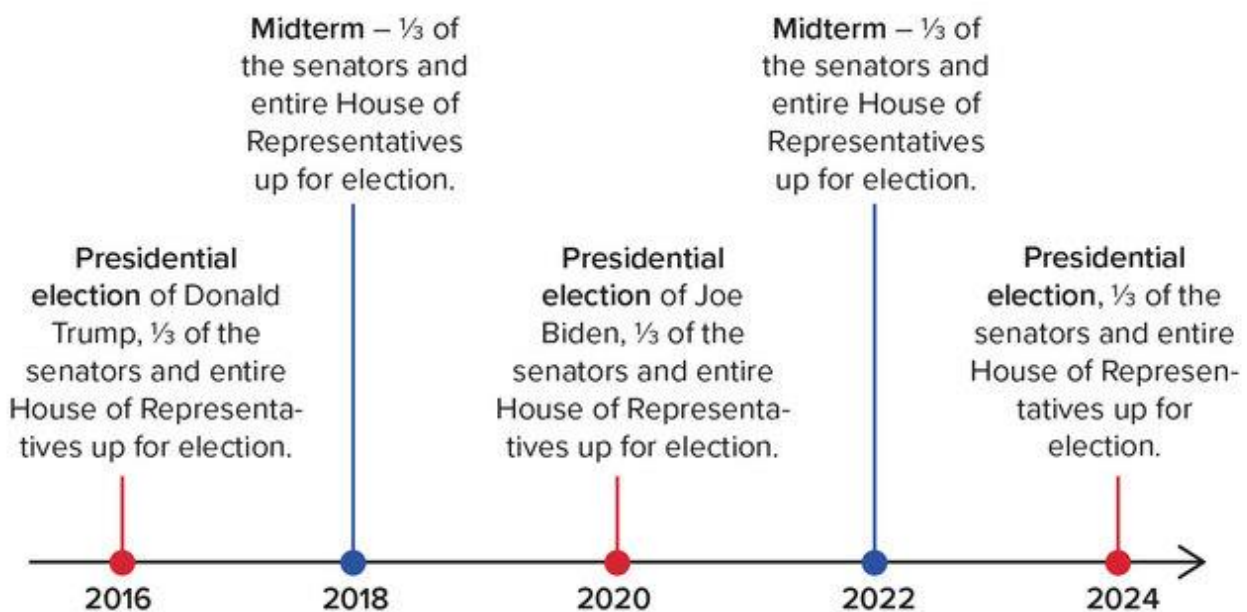 Midterm – ⅓ of
the senators and
entire House of
Representatives
up for election.
Midterm – ⅓ of
the senators and
entire House of
Representatives
up for election.
Presidential
election of Donald
Trump, ⅓ of the
senators and entire
House of Representa-
tives up for election.
Presidential
election of Joe
Biden, ⅓ of the
senators and entire
House of Representa-
tives up for election.
Presidential
election, ⅓ of the
senators and entire
House of Represen-
tatives up for
election.
2016
2018
2020
2022
2024